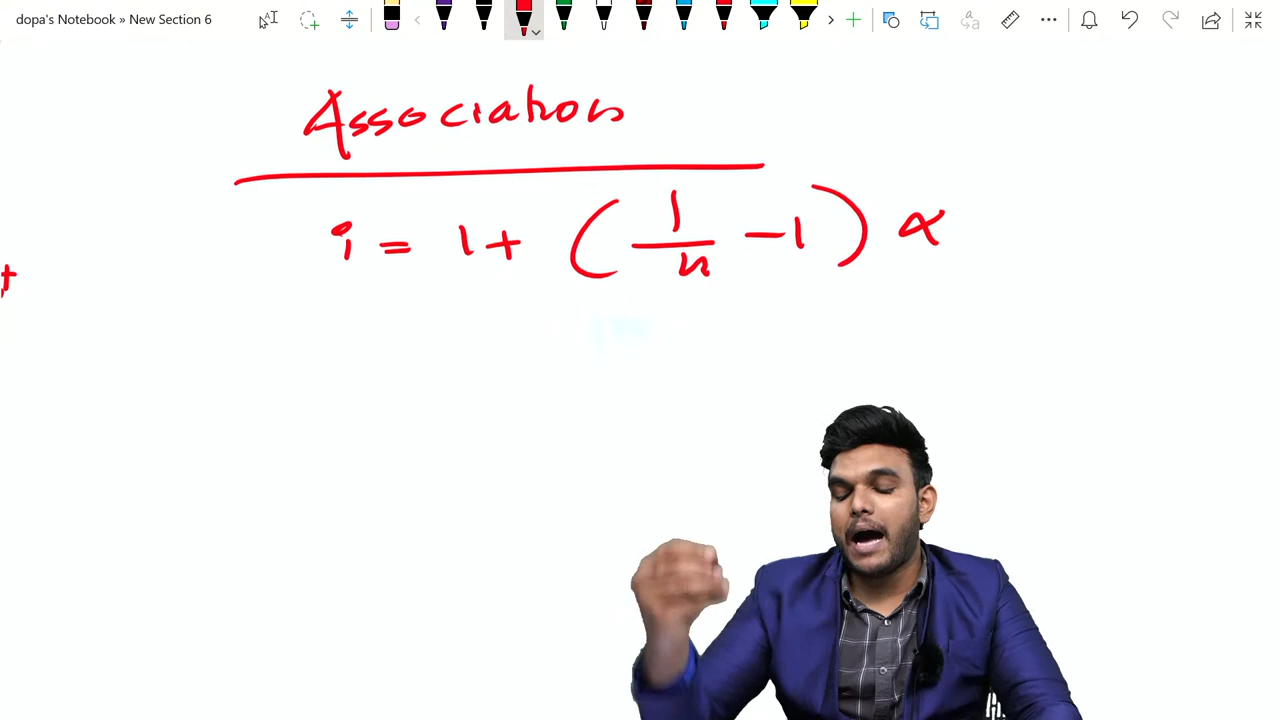 dopa's Notebook » New Section 6
Association
i = 1 + ( 1/n - 1 ) α